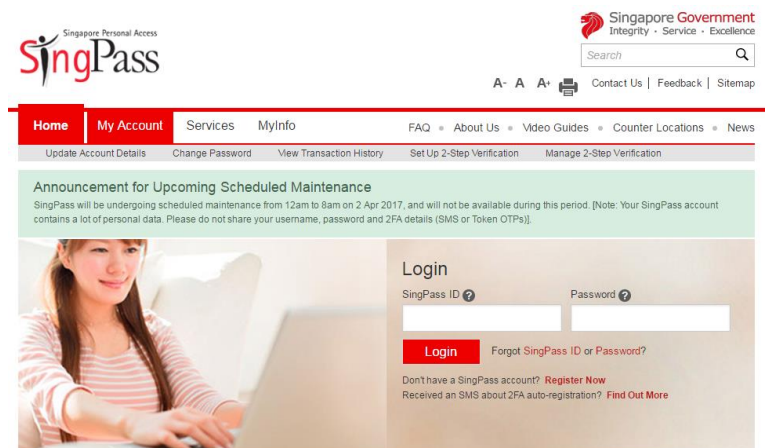 Singapore Personal Access
SingPass
Singapore Government
Integrity · Service · Excellence
Search
A- A A+
Contact Us | Feedback | Sitemap
Home My Account Services MyInfo
FAQ • About Us • Video Guides • Counter Locations • News
Update Account Details Change Password View Transaction History Set Up 2-Step Verification Manage 2-Step Verification
Announcement for Upcoming Scheduled Maintenance
SingPass will be undergoing scheduled maintenance from 12am to 8am on 2 Apr 2017, and will not be available during this period. [Note: Your SingPass account
contains a lot of personal data. Please do not share your username, password and 2FA details (SMS or Token OTPs)].
Login
SingPass ID ? Password ?
Login Forgot SingPass ID or Password?
Don't have a SingPass account? Register Now
Received an SMS about 2FA auto-registration? Find Out More